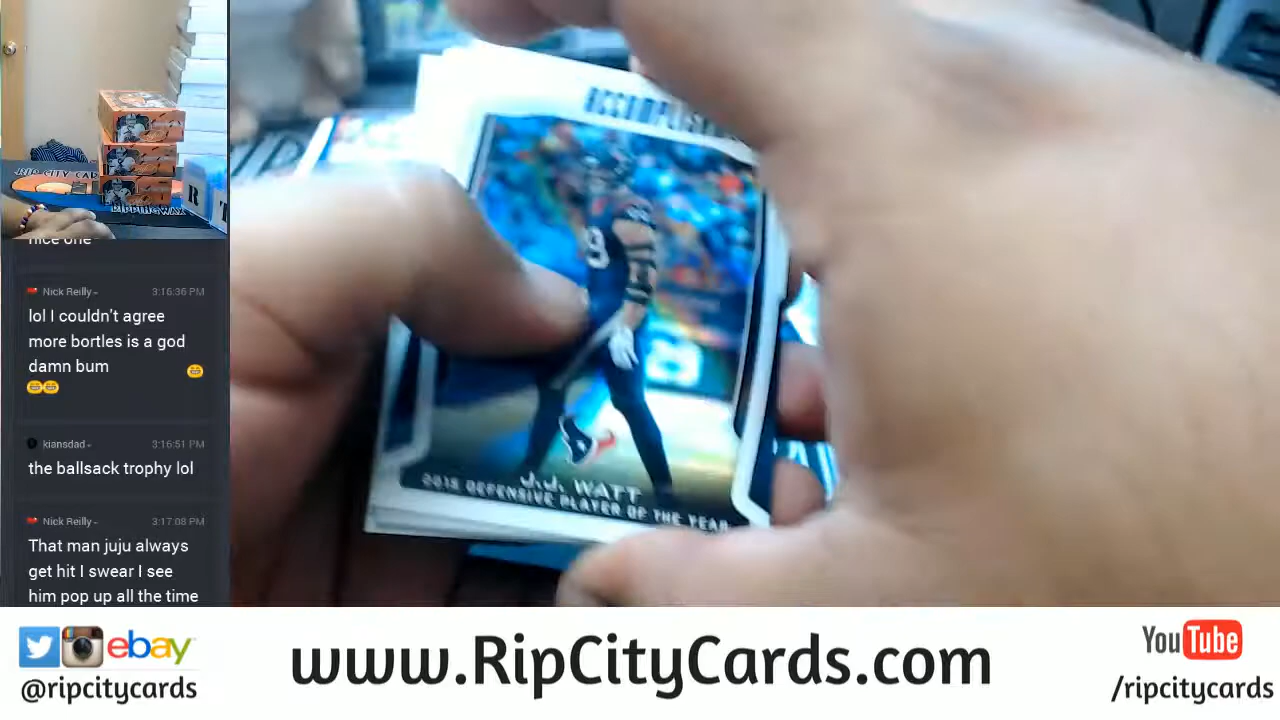 RIP CITY
RIPPINGWAX
R T
nice one
Nick Reilly
3:16:36 PM
lol I couldn't agree
more bortles is a god
damn bum
kiansdad
3:16:51 PM
the ballsack trophy lol
Nick Reilly
3:17:08 PM
That man juju always
get hit I swear I see
him pop up all the time
J.J. WATT
2015 DEFENSIVE PLAYER OF THE YEAR
ebay
@ripcitycards
www.RipCityCards.com
YouTube
/ripcitycards